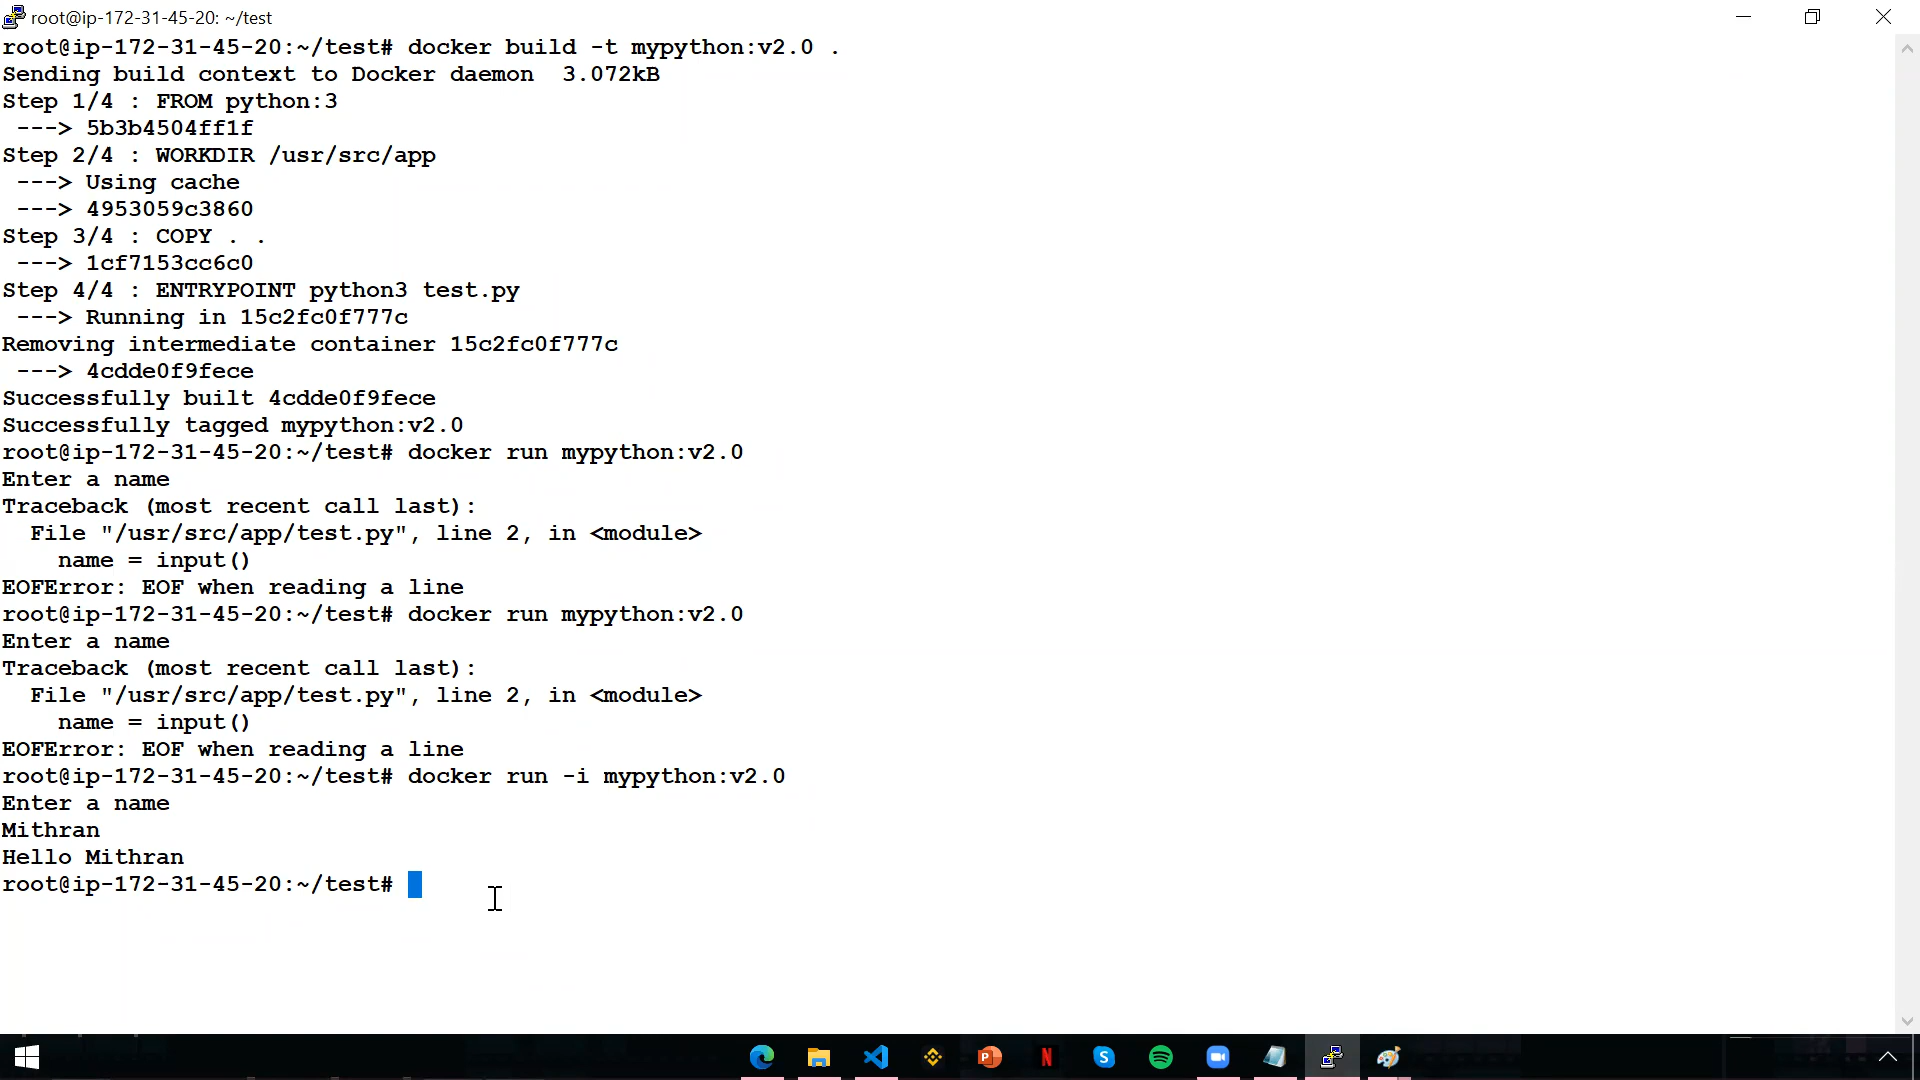 root@ip-172-31-45-20: ~/test
root@ip-172-31-45-20:~/test# docker build -t mypython:v2.0 .
Sending build context to Docker daemon  3.072kB
Step 1/4 : FROM python:3
 ---> 5b3b4504ff1f
Step 2/4 : WORKDIR /usr/src/app
 ---> Using cache
 ---> 4953059c3860
Step 3/4 : COPY . .
 ---> 1cf7153cc6c0
Step 4/4 : ENTRYPOINT python3 test.py
 ---> Running in 15c2fc0f777c
Removing intermediate container 15c2fc0f777c
 ---> 4cdde0f9fece
Successfully built 4cdde0f9fece
Successfully tagged mypython:v2.0
root@ip-172-31-45-20:~/test# docker run mypython:v2.0
Enter a name
Traceback (most recent call last):
  File "/usr/src/app/test.py", line 2, in <module>
    name = input()
EOFError: EOF when reading a line
root@ip-172-31-45-20:~/test# docker run mypython:v2.0
Enter a name
Traceback (most recent call last):
  File "/usr/src/app/test.py", line 2, in <module>
    name = input()
EOFError: EOF when reading a line
root@ip-172-31-45-20:~/test# docker run -i mypython:v2.0
Enter a name
Mithran
Hello Mithran
root@ip-172-31-45-20:~/test#